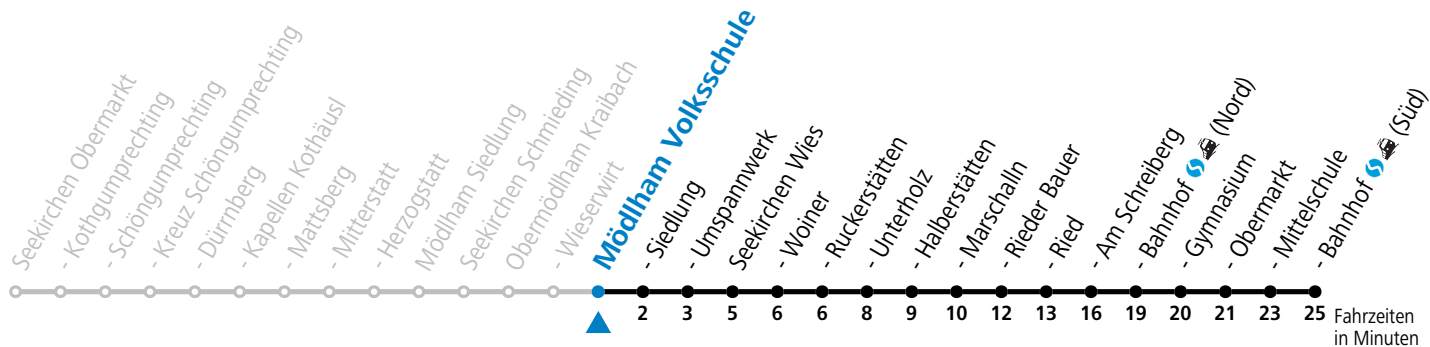 Seekirchen Obermarkt
- Kothgumprechting
- Schöngumprechting
- Kreuz Schöngumprechting
- Dürnberg
- Kapellen Kothäusl
- Mattsberg
- Mitterstatt
- Herzogstatt
Mödlham Siedlung
Seekirchen Schmieding
Obermödlham Kraibach
- Wieserwirt
Mödlham Volksschule
- Siedlung
- Umspannwerk
Seekirchen Wies
- Woiner
- Ruckerstätten
- Unterholz
- Halberstätten
- Marschalln
- Rieder Bauer
- Ried
- Am Schreiberg
- Bahnhof (Nord)
- Gymnasium
- Obermarkt
- Mittelschule
- Bahnhof (Süd)
2 3 5 6 6 8 9 10 12 13 16 19 20 21 23 25 Fahrzeiten
in Minuten